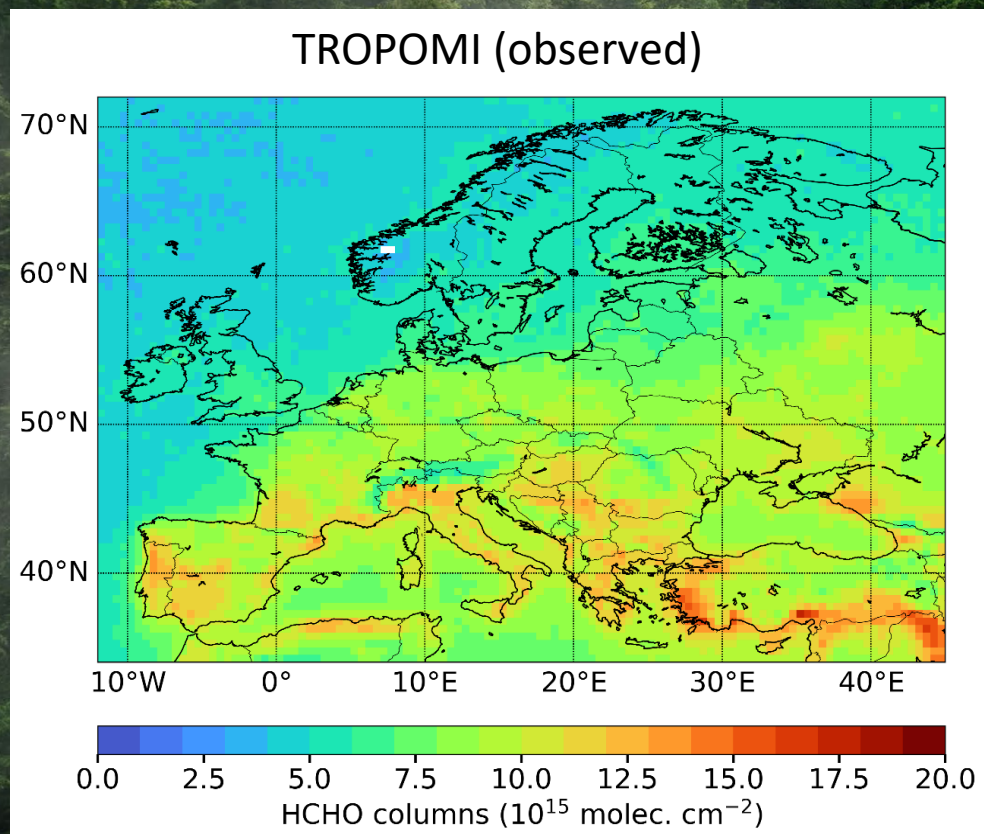 TROPOMI (observed)
70°N
60°N
50°N
40°N
10°W 0° 10°E 20°E 30°E 40°E
0.0 2.5 5.0 7.5 10.0 12.5 15.0 17.5 20.0
HCHO columns (10¹⁵ molec. cm⁻²)